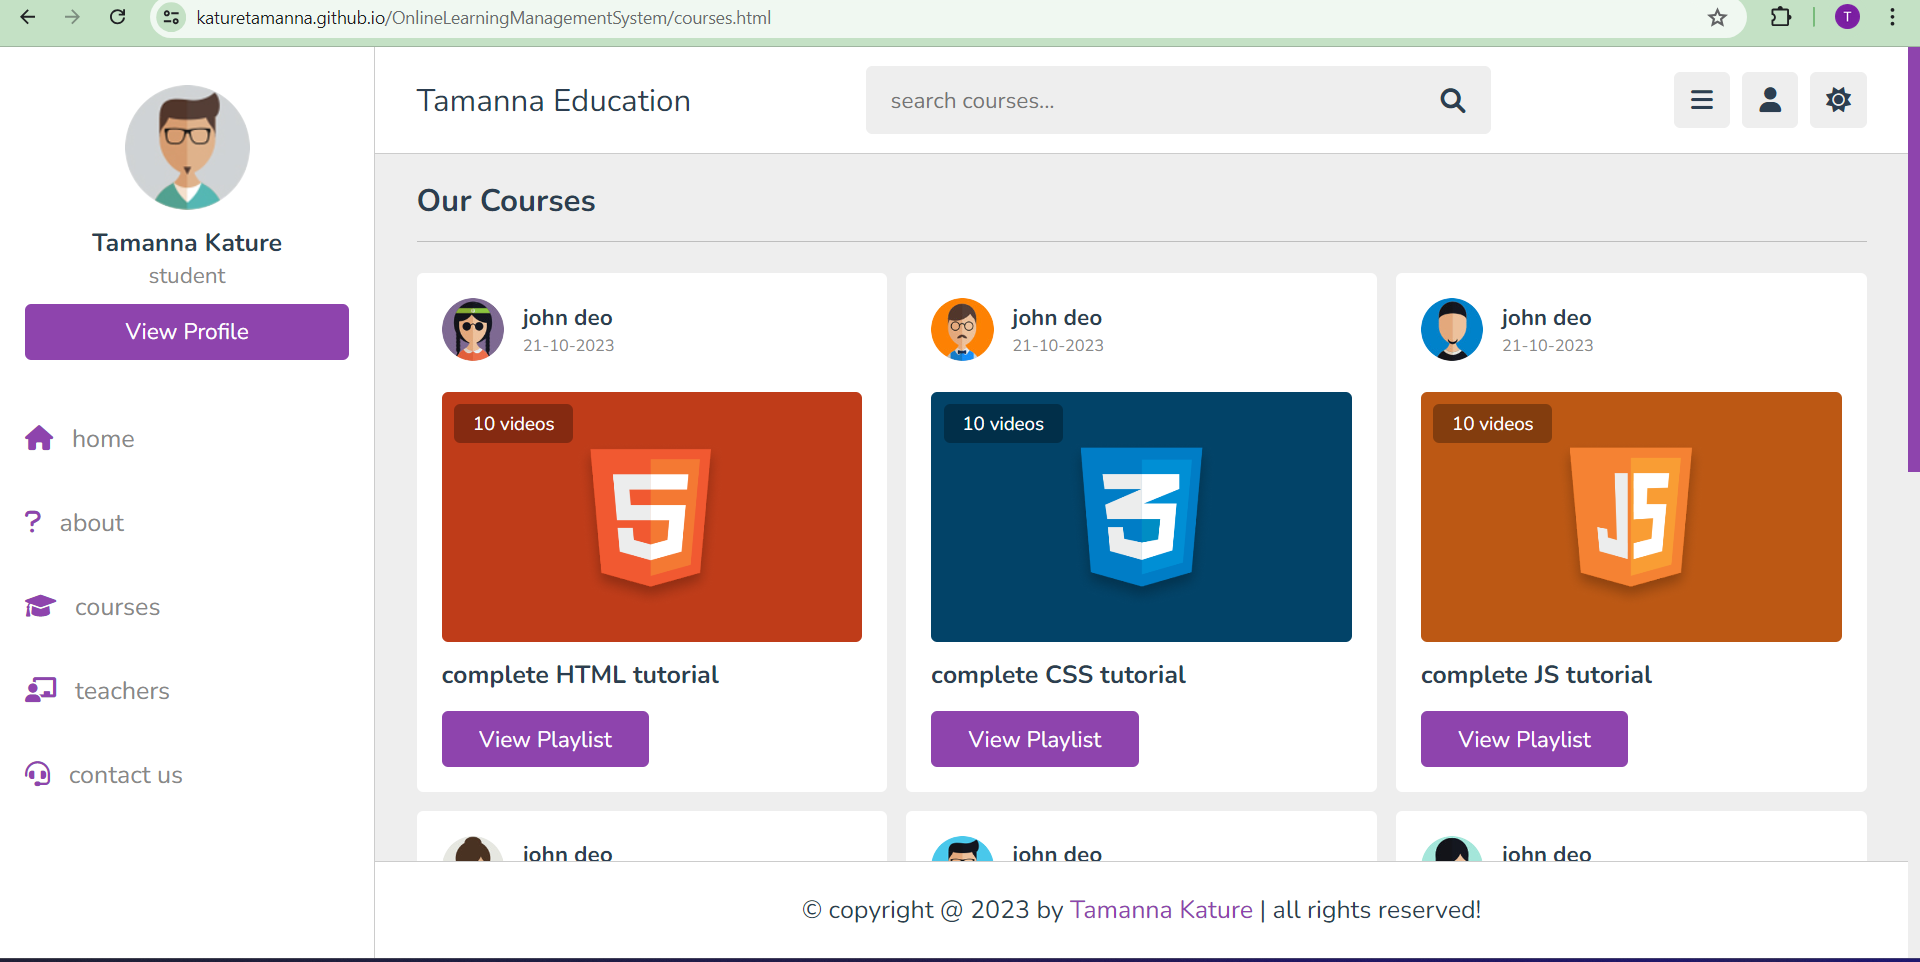 katuretamanna.github.io/OnlineLearningManagementSystem/courses.html
T
Tamanna Education
search courses...
Tamanna Kature
student
View Profile
home
about
courses
teachers
contact us
Our Courses
john deo
21-10-2023
10 videos
5
complete HTML tutorial
View Playlist
john deo
21-10-2023
10 videos
3
complete CSS tutorial
View Playlist
john deo
21-10-2023
10 videos
JS
complete JS tutorial
View Playlist
john deo
john deo
john deo
© copyright @ 2023 by Tamanna Kature | all rights reserved!